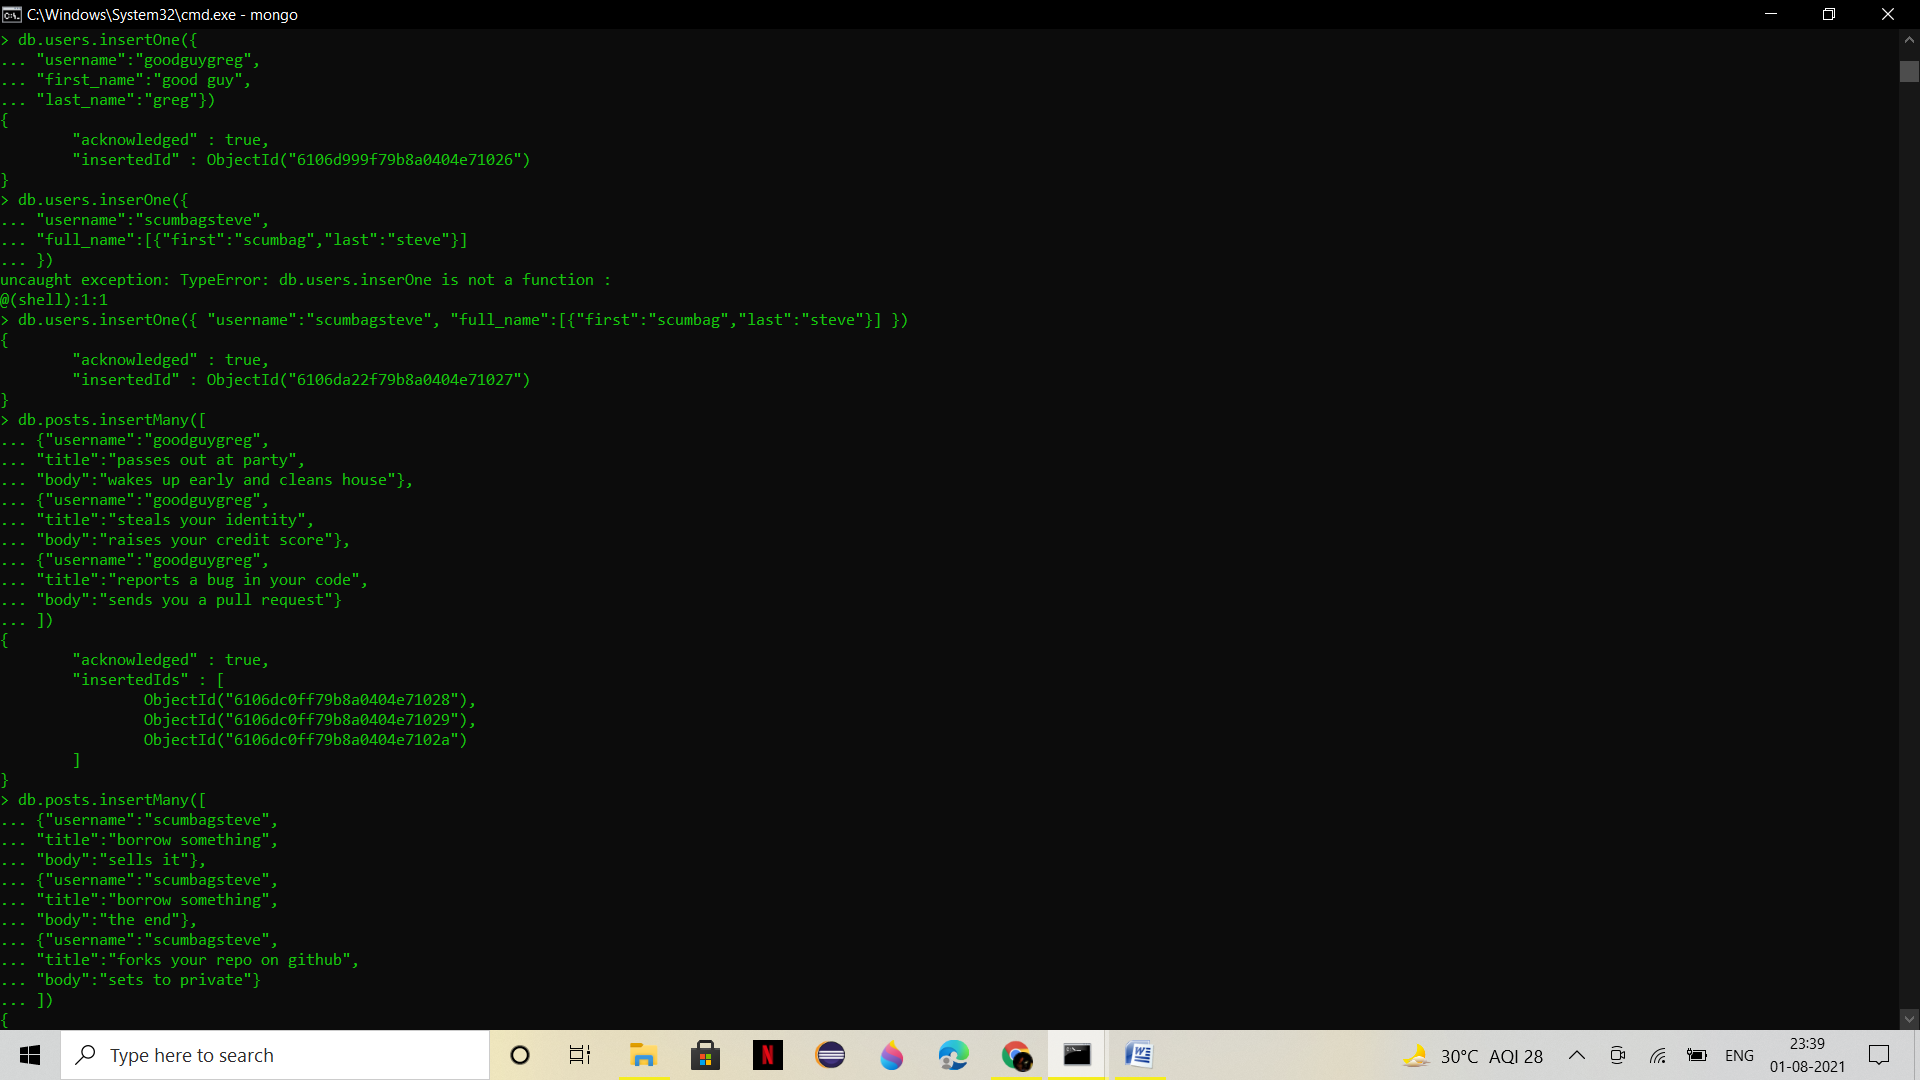 C:\Windows\System32\cmd.exe - mongo
> db.users.insertOne({
... "username":"goodguygreg",
... "first_name":"good guy",
... "last_name":"greg"})
{
        "acknowledged" : true,
        "insertedId" : ObjectId("6106d999f79b8a0404e71026")
}
> db.users.inserOne({
... "username":"scumbagsteve",
... "full_name":[{"first":"scumbag","last":"steve"}]
... })
uncaught exception: TypeError: db.users.inserOne is not a function :
@(shell):1:1
> db.users.insertOne({ "username":"scumbagsteve", "full_name":[{"first":"scumbag","last":"steve"}] })
{
        "acknowledged" : true,
        "insertedId" : ObjectId("6106da22f79b8a0404e71027")
}
> db.posts.insertMany([
... {"username":"goodguygreg",
... "title":"passes out at party",
... "body":"wakes up early and cleans house"},
... {"username":"goodguygreg",
... "title":"steals your identity",
... "body":"raises your credit score"},
... {"username":"goodguygreg",
... "title":"reports a bug in your code",
... "body":"sends you a pull request"}
... ])
{
        "acknowledged" : true,
        "insertedIds" : [
                ObjectId("6106dc0ff79b8a0404e71028"),
                ObjectId("6106dc0ff79b8a0404e71029"),
                ObjectId("6106dc0ff79b8a0404e7102a")
        ]
}
> db.posts.insertMany([
... {"username":"scumbagsteve",
... "title":"borrow something",
... "body":"sells it"},
... {"username":"scumbagsteve",
... "title":"borrow something",
... "body":"the end"},
... {"username":"scumbagsteve",
... "title":"forks your repo on github",
... "body":"sets to private"}
... ])
{
Type here to search
N
30°C AQI 28
ENG
23:39
01-08-2021